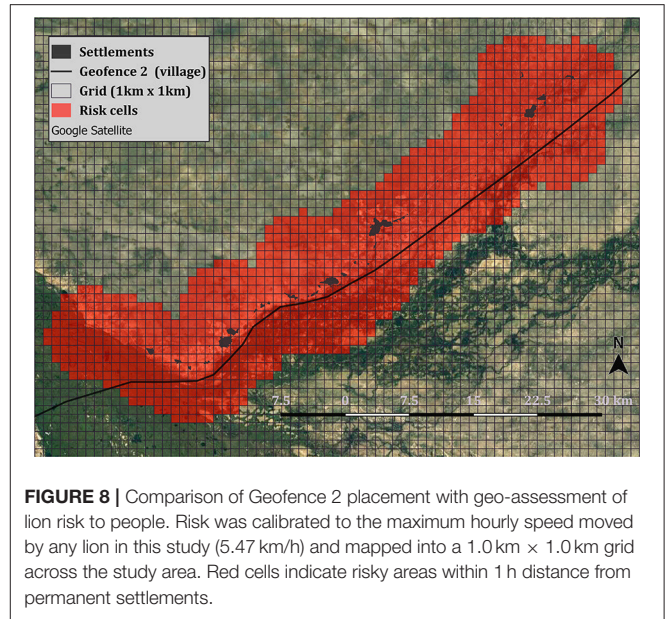 Settlements
Geofence 2 (village)
Grid (1km x 1km)
Risk cells
Google Satellite
N
7.5 0 7.5 15 22.5 30 km
FIGURE 8 | Comparison of Geofence 2 placement with geo-assessment of
lion risk to people. Risk was calibrated to the maximum hourly speed moved
by any lion in this study (5.47 km/h) and mapped into a 1.0 km × 1.0 km grid
across the study area. Red cells indicate risky areas within 1 h distance from
permanent settlements.